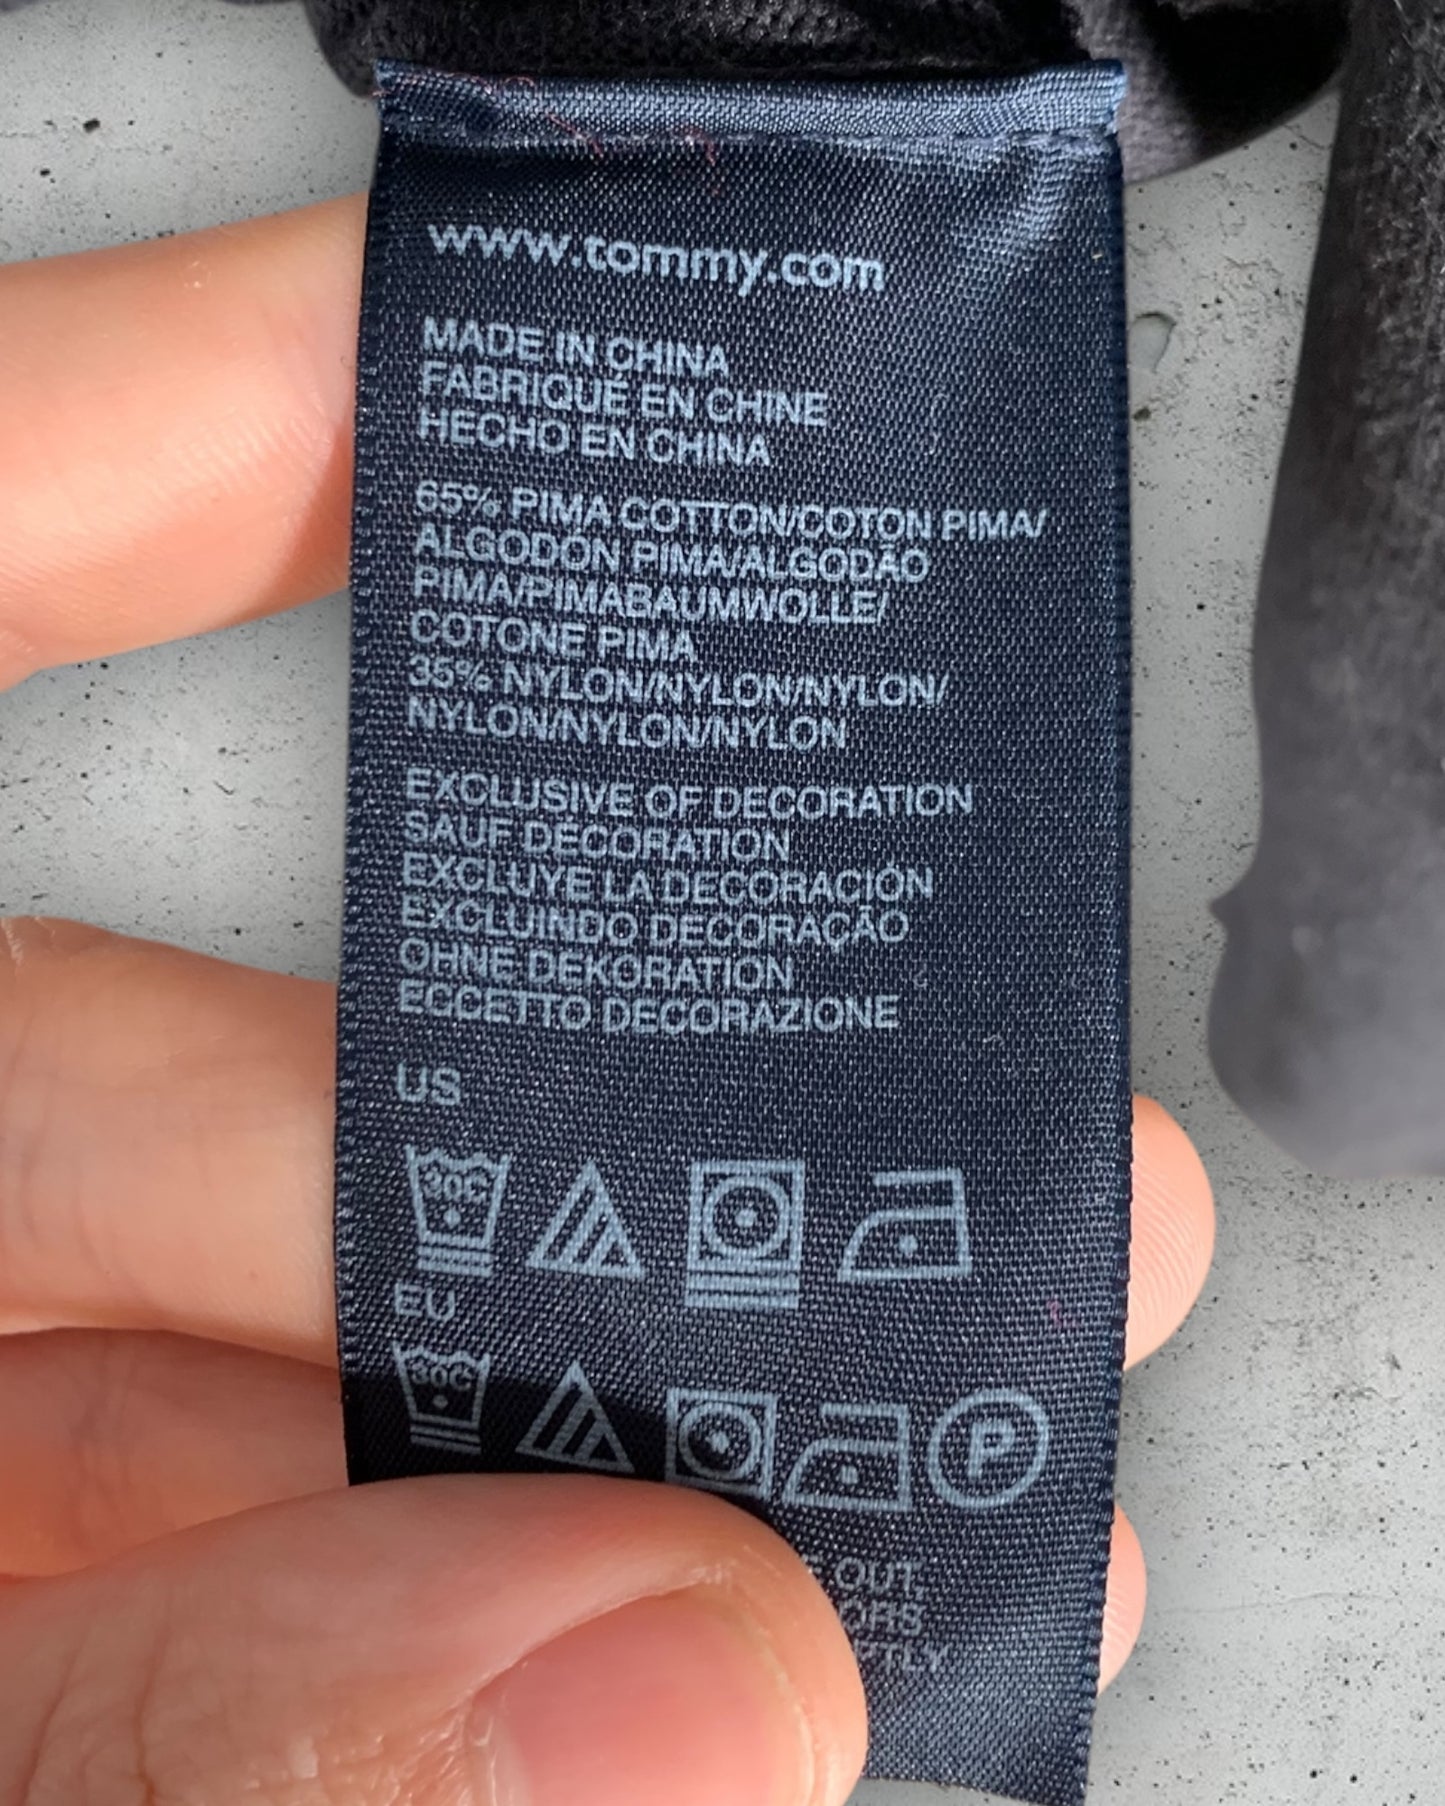 www.tommy.com
MADE IN CHINA
FABRIQUÉ EN CHINE
HECHO EN CHINA
65% PIMA COTTON/COTON PIMA/
ALGODÓN PIMA/ALGODÃO
PIMA/PIMABAUMWOLLE/
COTONE PIMA
35% NYLON/NYLON/NYLON/
NYLON/NYLON/NYLON
EXCLUSIVE OF DECORATION
SAUF DÉCORATION
EXCLUYE LA DECORACIÓN
EXCLUINDO DECORAÇÃO
OHNE DEKORATION
ECCETTO DECORAZIONE
US
30C
EU
30C
P
OUT,